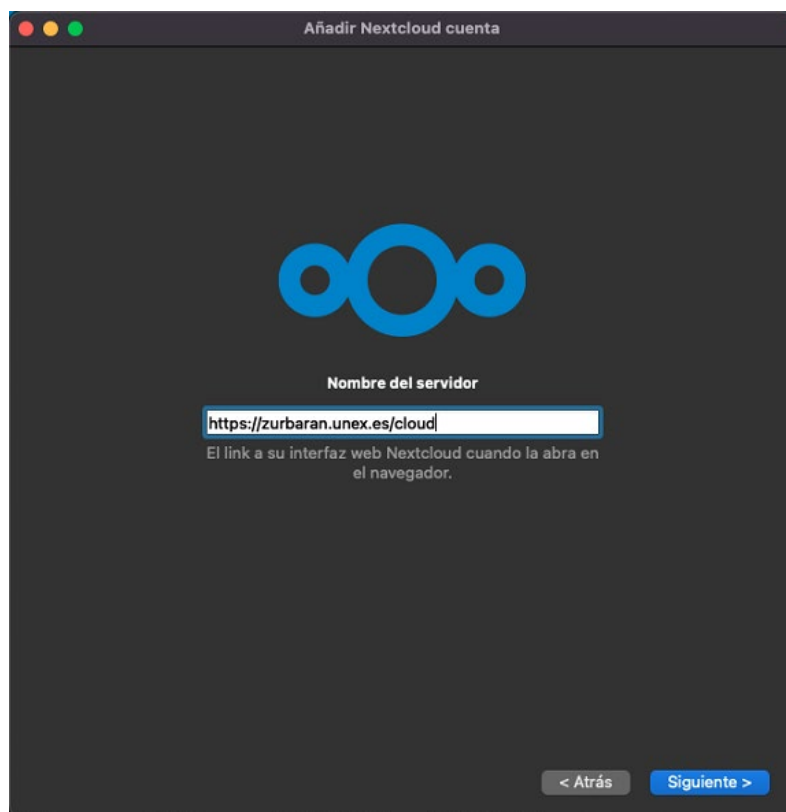 Añadir Nextcloud cuenta
Nombre del servidor
https://zurbaran.unex.es/cloud
El link a su interfaz web Nextcloud cuando la abra en
el navegador.
< Atrás
Siguiente >